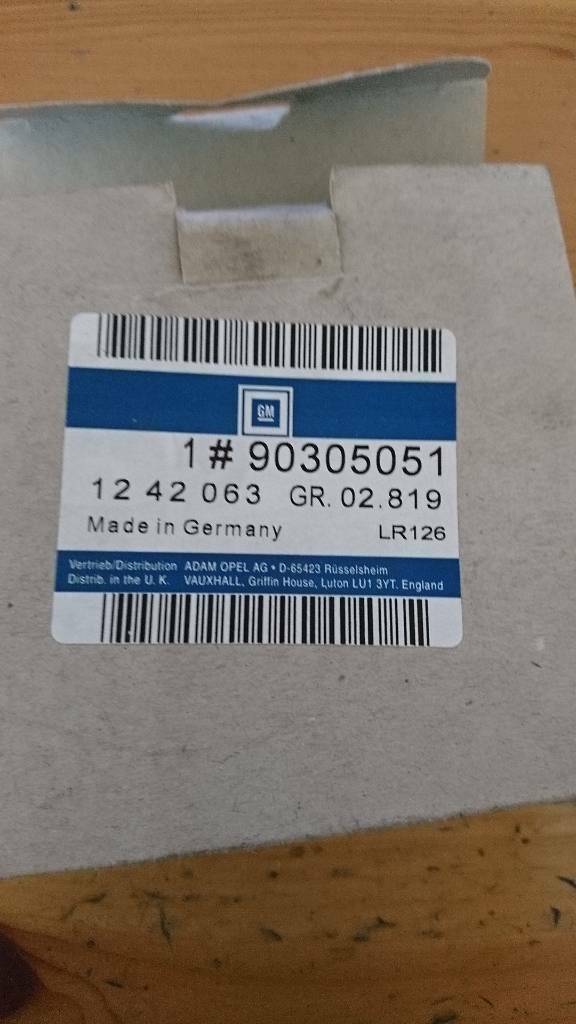 GM
1 # 90305051
12 42 063 GR. 02.819
Made in Germany LR126
Vertrieb/Distribution ADAM OPEL AG • D-65423 Rüsselsheim
Distrib. in the U. K. VAUXHALL, Griffin House, Luton LU1 3YT. England